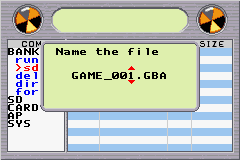 COM SIZE
Name the file
GAME_001.GBA
BANK
run
>sd
del
dir
for
SD
CARD
AP
SYS